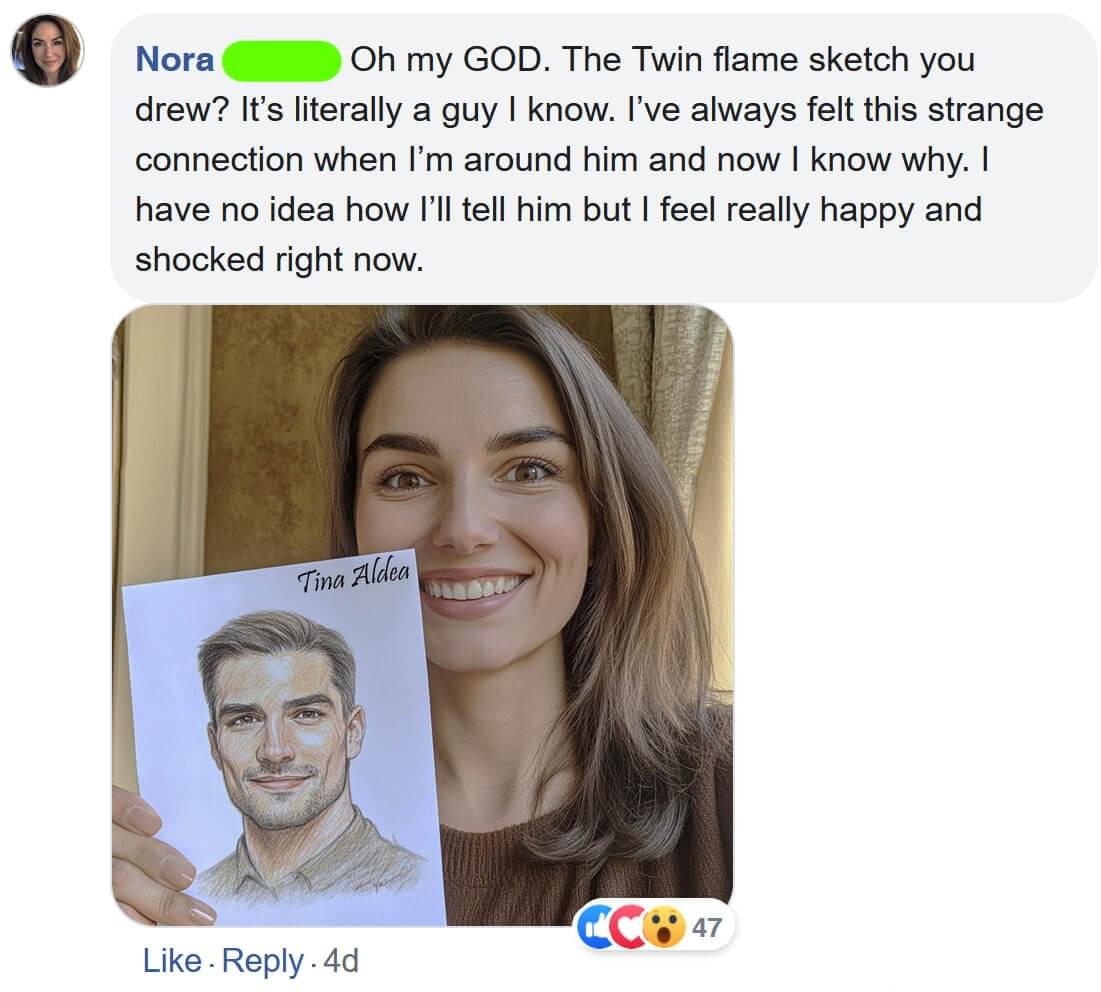 Nora Oh my GOD. The Twin flame sketch you
drew? It’s literally a guy I know. I’ve always felt this strange
connection when I’m around him and now I know why. I
have no idea how I’ll tell him but I feel really happy and
shocked right now.
Tina Aldea
47
Like · Reply · 4d